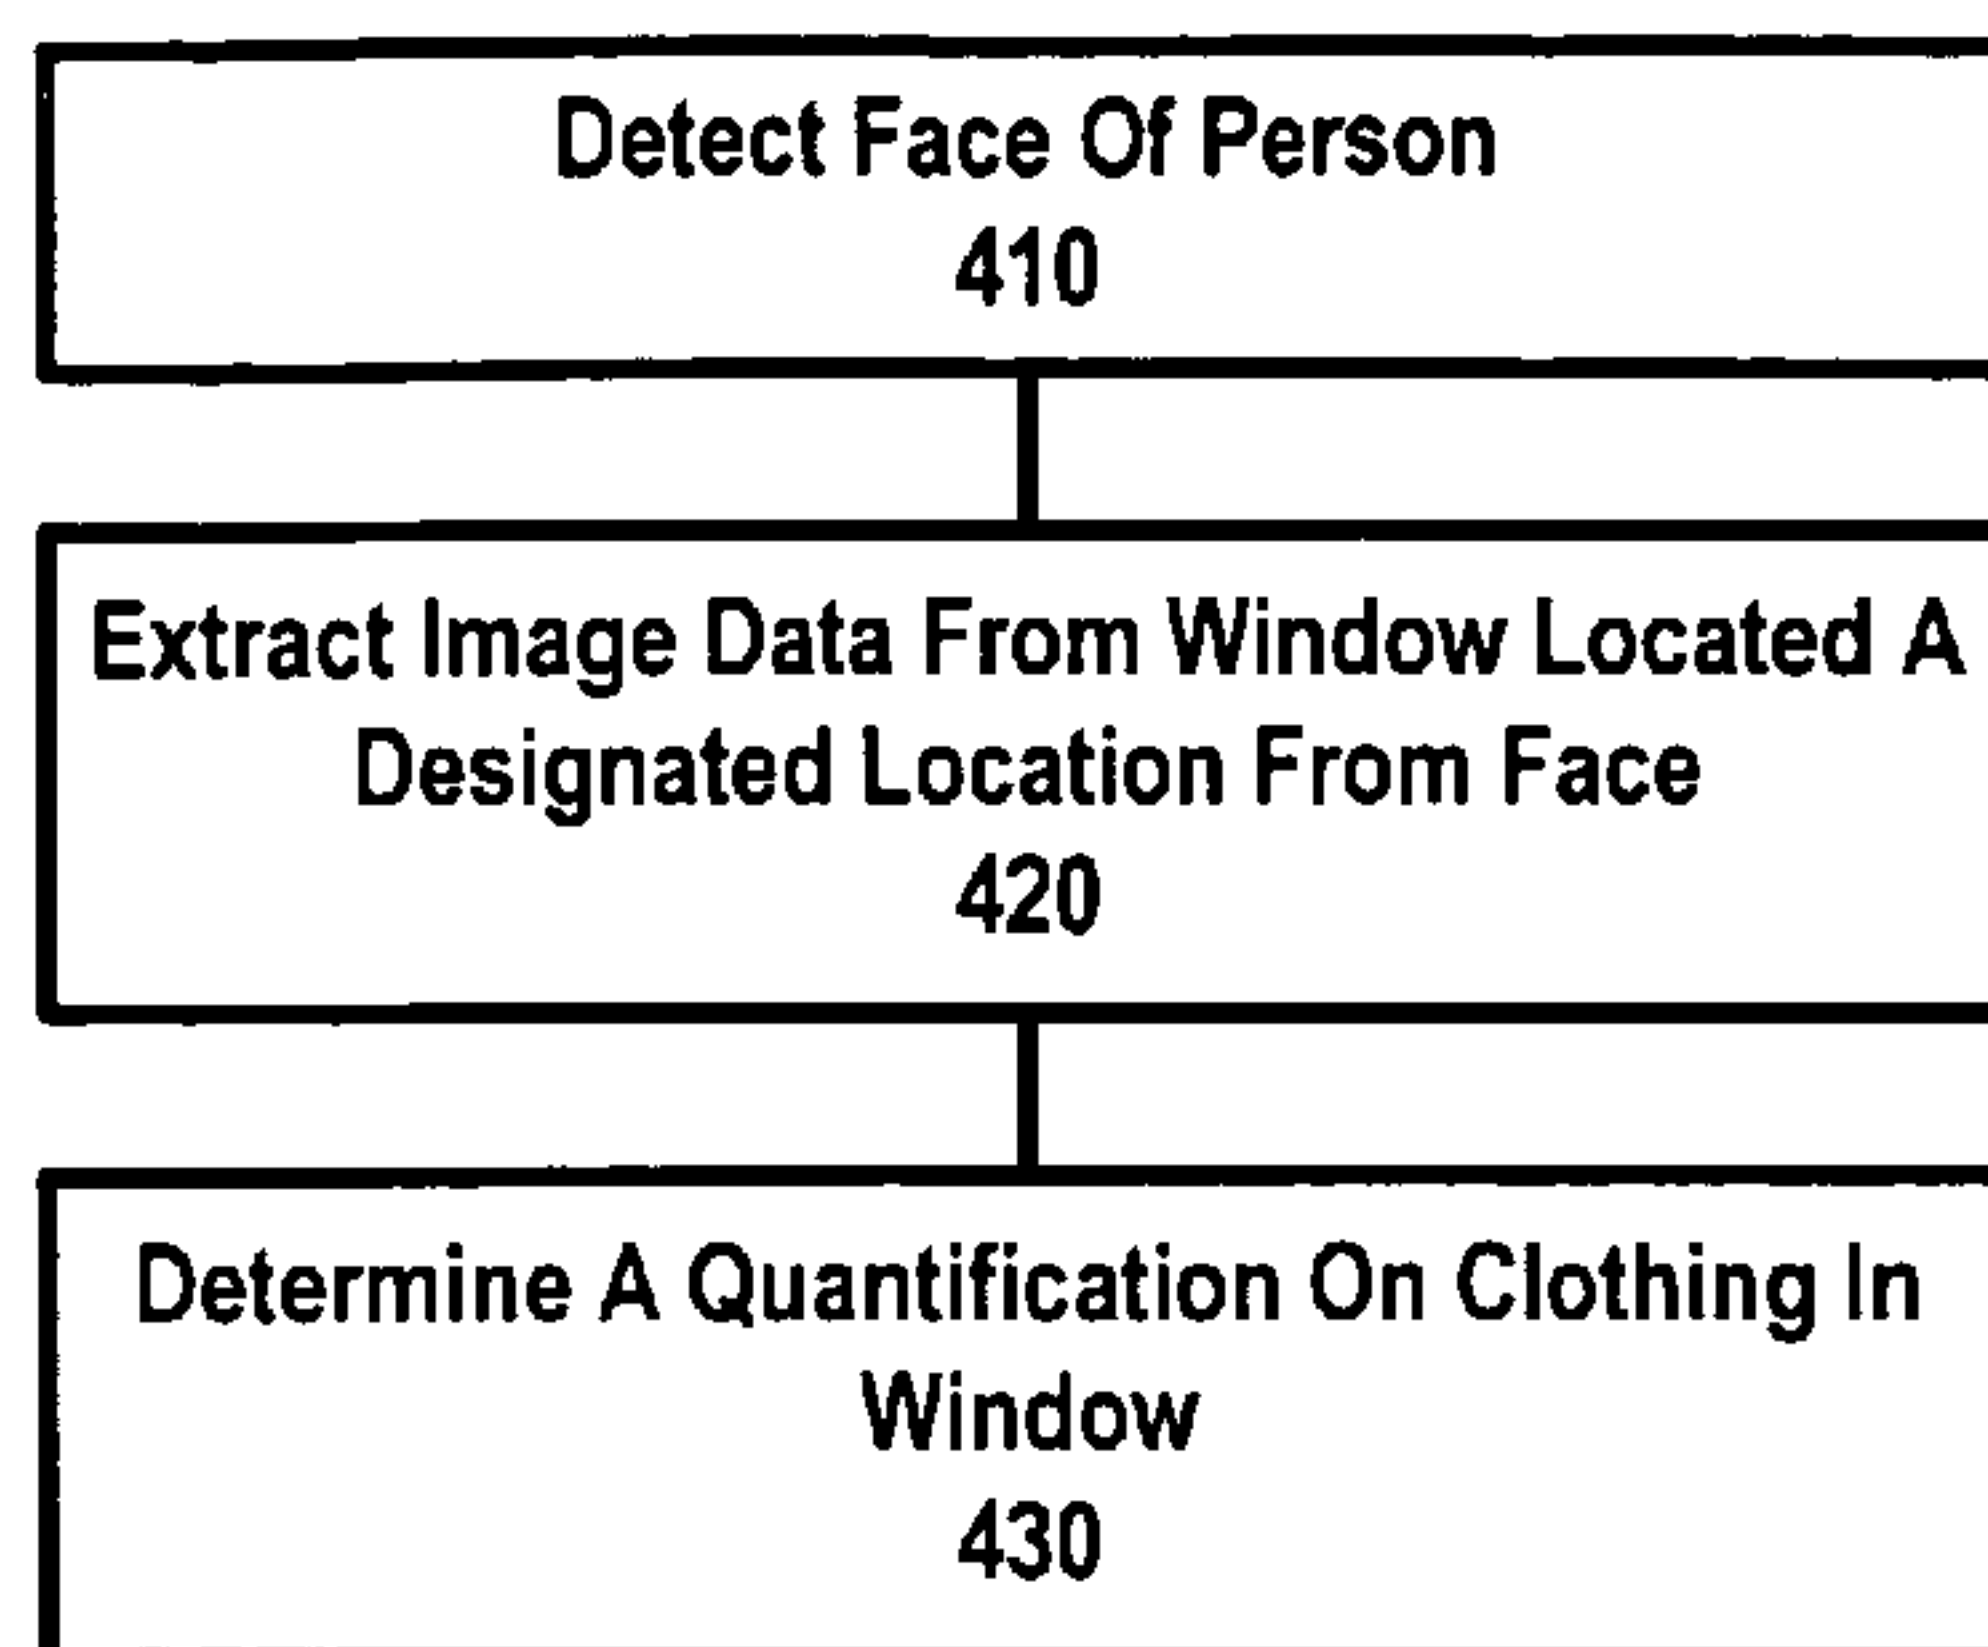 Detect Face Of Person
410
Extract Image Data From Window Located A
Designated Location From Face
420
Determine A Quantification On Clothing In
Window
430